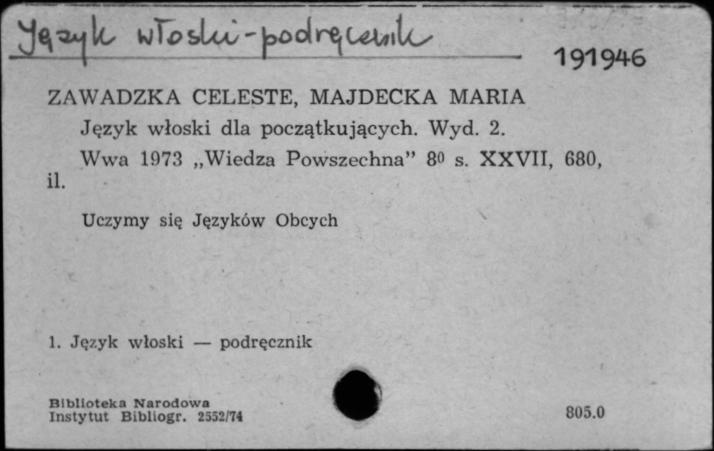 Język włoski-podręcznik
191946
ZAWADZKA CELESTE, MAJDECKA MARIA
Język włoski dla początkujących. Wyd. 2.
Wwa 1973 „Wiedza Powszechna” 8⁰ s. XXVII, 680,
il.
Uczymy się Języków Obcych
1. Język włoski — podręcznik
Biblioteka Narodowa
Instytut Bibliogr. 2552/74
805.0